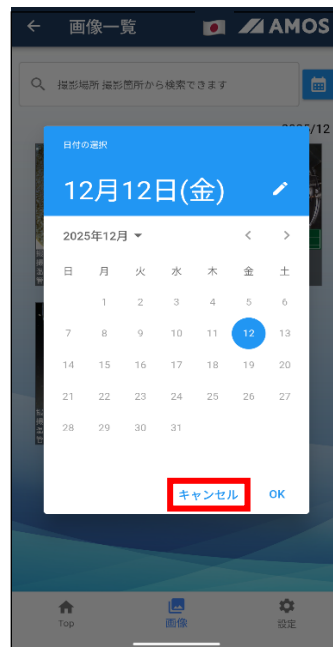 画像一覧
AMOS
撮影場所 撮影箇所から検索できます
2025/12
日付の選択
12月12日(金)
2025年12月
日 月 火 水 木 金 土
1 2 3 4 5 6
7 8 9 10 11 12 13
14 15 16 17 18 19 20
21 22 23 24 25 26 27
28 29 30 31
キャンセル OK
Top 画像 設定